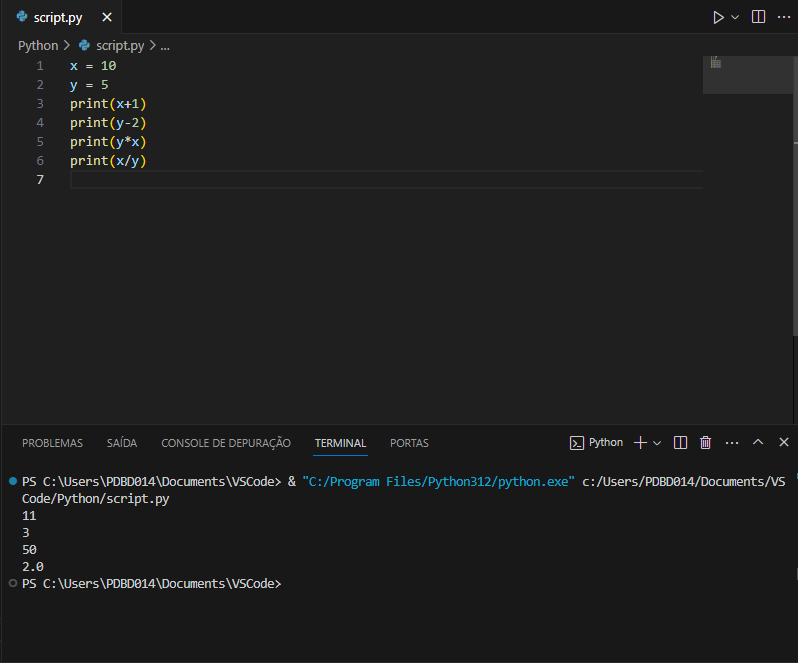 script.py
Python > script.py > ...
1 x = 10
2 y = 5
3 print(x+1)
4 print(y-2)
5 print(y*x)
6 print(x/y)
7
PROBLEMAS SAÍDA CONSOLE DE DEPURAÇÃO TERMINAL PORTAS Python
PS C:\Users\PDBD014\Documents\VSCode> & "C:/Program Files/Python312/python.exe" c:/Users/PDBD014/Documents/VS
Code/Python/script.py
11
3
50
2.0
PS C:\Users\PDBD014\Documents\VSCode>